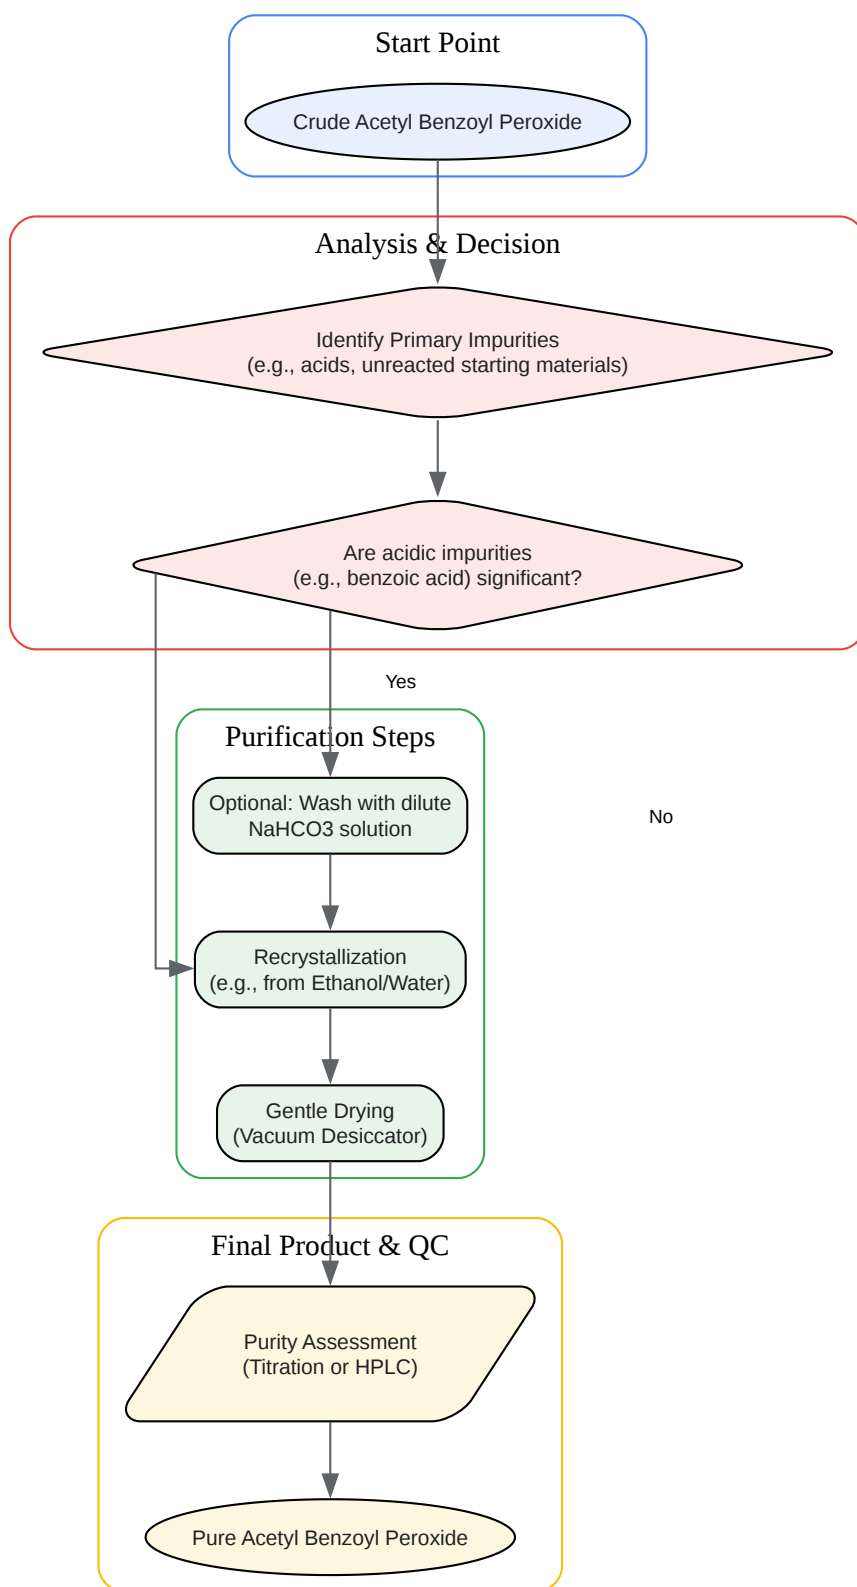 Start Point
Crude Acetyl Benzoyl Peroxide
Analysis & Decision
Identify Primary Impurities
(e.g., acids, unreacted starting materials)
Are acidic impurities
(e.g., benzoic acid) significant?
Yes
Purification Steps
Optional: Wash with dilute
NaHCO3 solution
No
Recrystallization
(e.g., from Ethanol/Water)
Gentle Drying
(Vacuum Desiccator)
Final Product & QC
Purity Assessment
(Titration or HPLC)
Pure Acetyl Benzoyl Peroxide